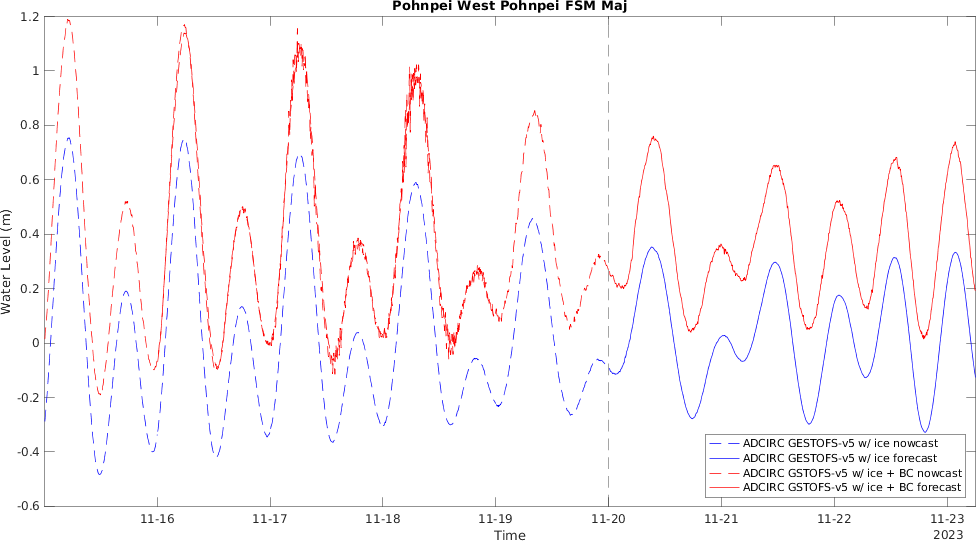 Pohnpei West Pohnpei FSM Maj
Water Level (m)
1.2
1
0.8
0.6
0.4
0.2
0
-0.2
-0.4
-0.6
11-16
11-17
11-18
11-19
11-20
11-21
11-22
11-23
2023
Time
ADCIRC GESTOFS-v5 w/ ice nowcast
ADCIRC GESTOFS-v5 w/ ice forecast
ADCIRC GSTOFS-v5 w/ ice + BC nowcast
ADCIRC GSTOFS-v5 w/ ice + BC forecast